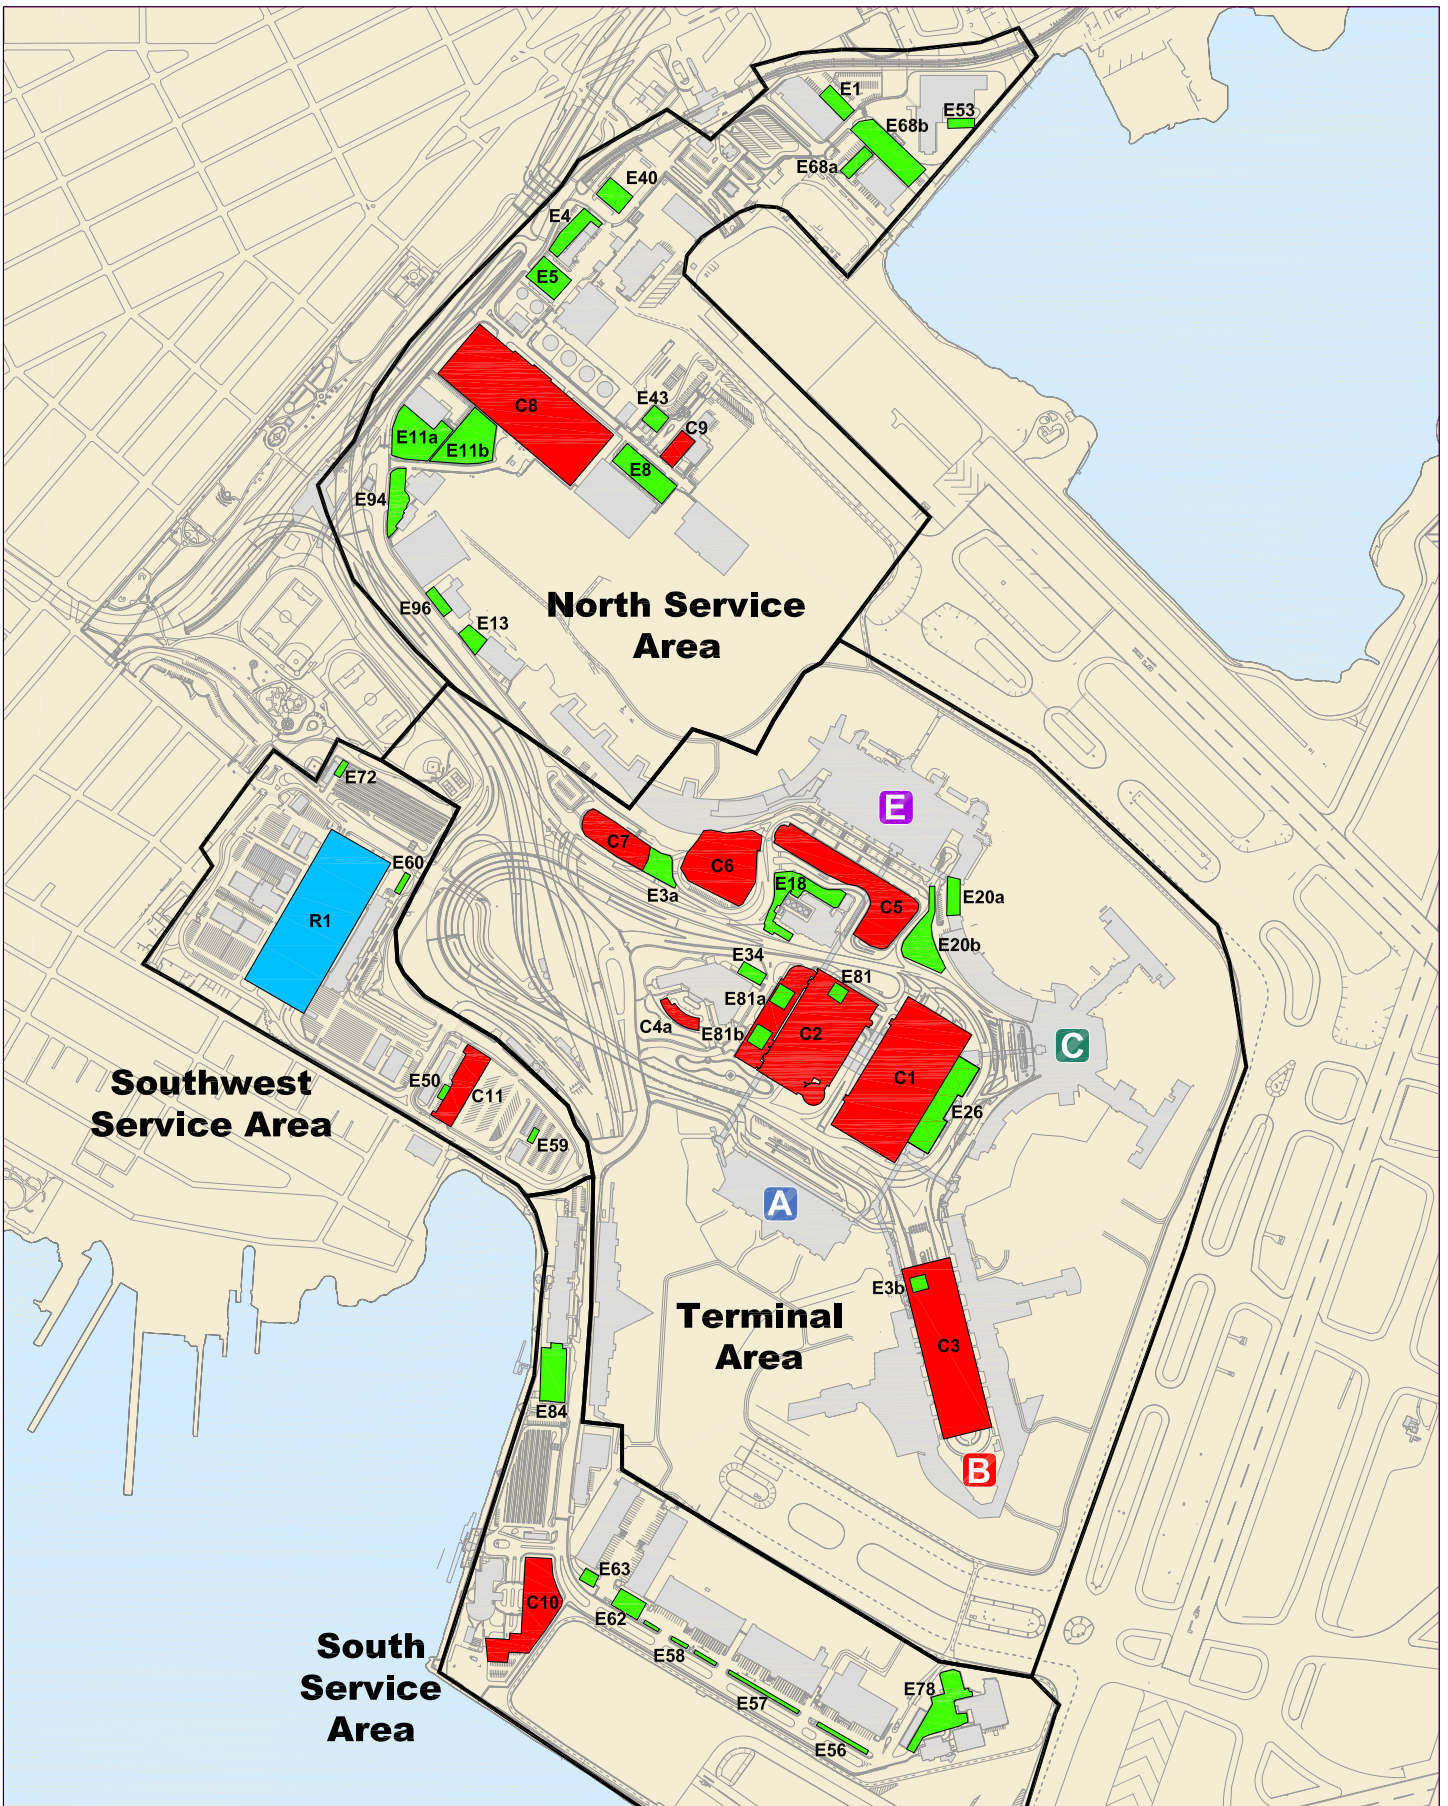 E1
E53
E68b
E68a
E40
E4
E5
C8
E43
C9
E11a
E11b
E8
E94
North Service
Area
E96
E13
E72
E
C7
C6
E60
E3a
E18
C5
E20a
R1
E20b
E34
E81
E81a
C4a
E81b
C2
C
C1
Southwest
Service Area
E50
C11
E26
E59
A
E3b
Terminal
Area
C3
E84
B
E63
C10
E62
South
Service
Area
E58
E57
E78
E56